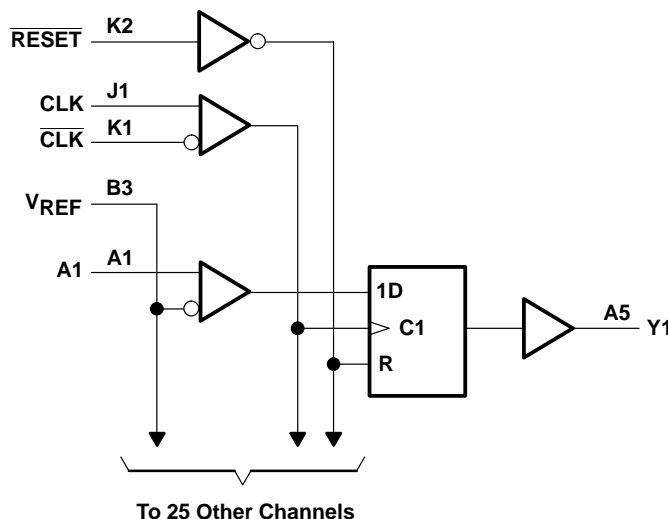 RESET K2
CLK J1
CLK K1
VREF B3
A1 A1
1D
C1
R
A5 Y1
To 25 Other Channels